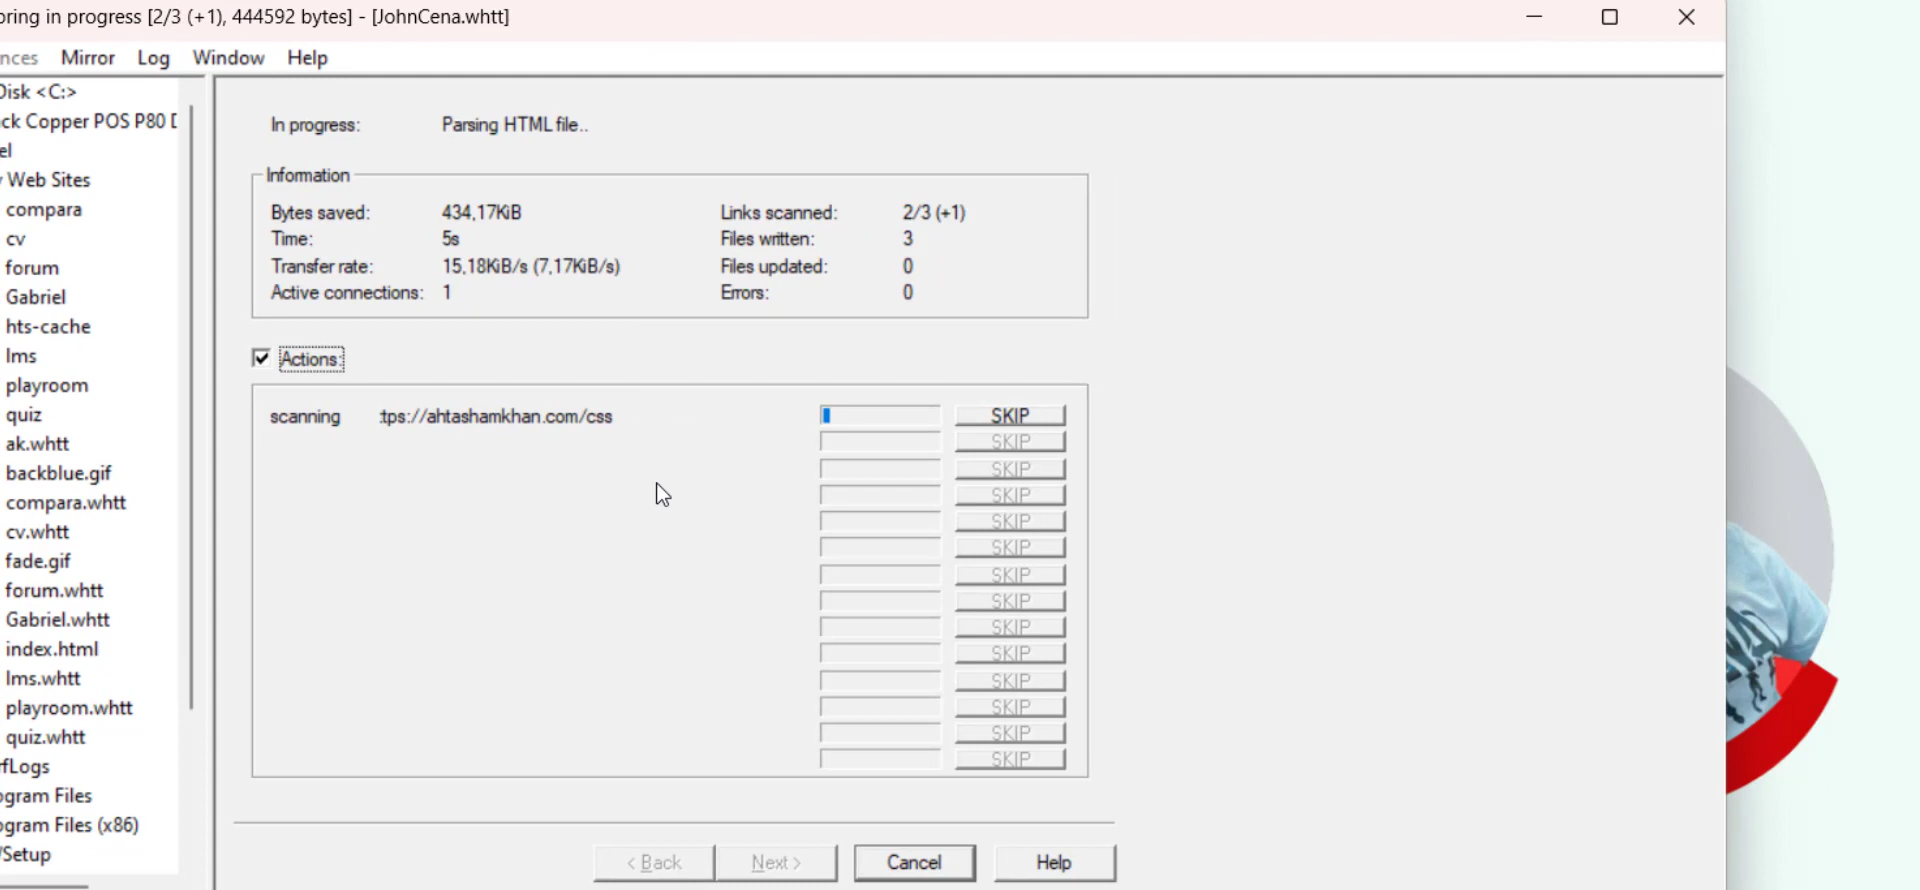 oring in progress [2/3 (+1), 444592 bytes] - [JohnCena.whtt]
nces Mirror Log Window Help
Disk <C:>
ck Copper POS P80 D
el
Web Sites
compara
cv
forum
Gabriel
hts-cache
lms
playroom
quiz
ak.whtt
backblue.gif
compara.whtt
cv.whtt
fade.gif
forum.whtt
Gabriel.whtt
index.html
lms.whtt
playroom.whtt
quiz.whtt
rfLogs
ogram Files
ogram Files (x86)
/Setup
In progress: Parsing HTML file..
Information
Bytes saved: 434,17KiB Links scanned: 2/3 (+1)
Time: 5s Files written: 3
Transfer rate: 15,18KiB/s (7,17KiB/s) Files updated: 0
Active connections: 1 Errors: 0
Actions:
scanning tps://ahtashamkhan.com/css SKIP
SKIP
SKIP
SKIP
SKIP
SKIP
SKIP
SKIP
SKIP
SKIP
SKIP
SKIP
SKIP
SKIP
< Back Next > Cancel Help